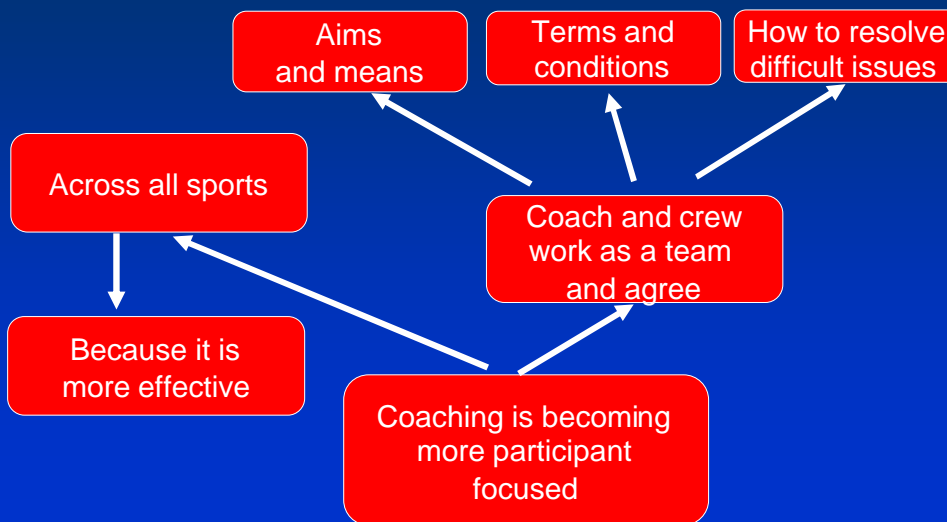 Aims
and means
Terms and
conditions
How to resolve
difficult issues
Across all sports
Coach and crew
work as a team
and agree
Because it is
more effective
Coaching is becoming
more participant
focused